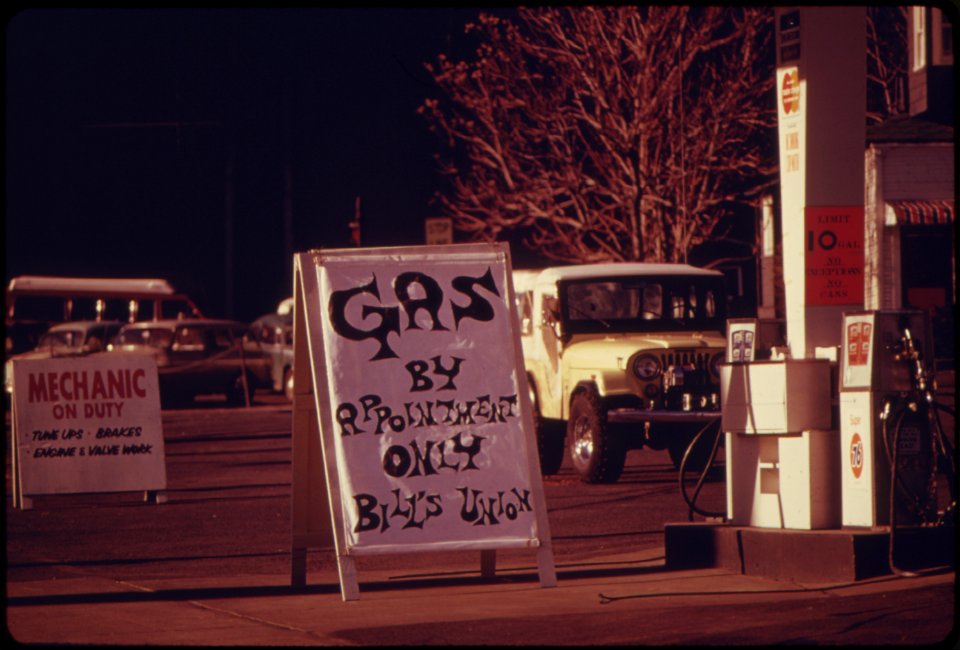 MECHANIC
ON DUTY
· TUNE UPS · BRAKES
· ENGINE & VALVE WORK
GAS
BY
APPOINTMENT
ONLY
BILL'S UNION
LIMIT
10 GAL
NO
EXCEPTIONS
NO
CANS
Super
76